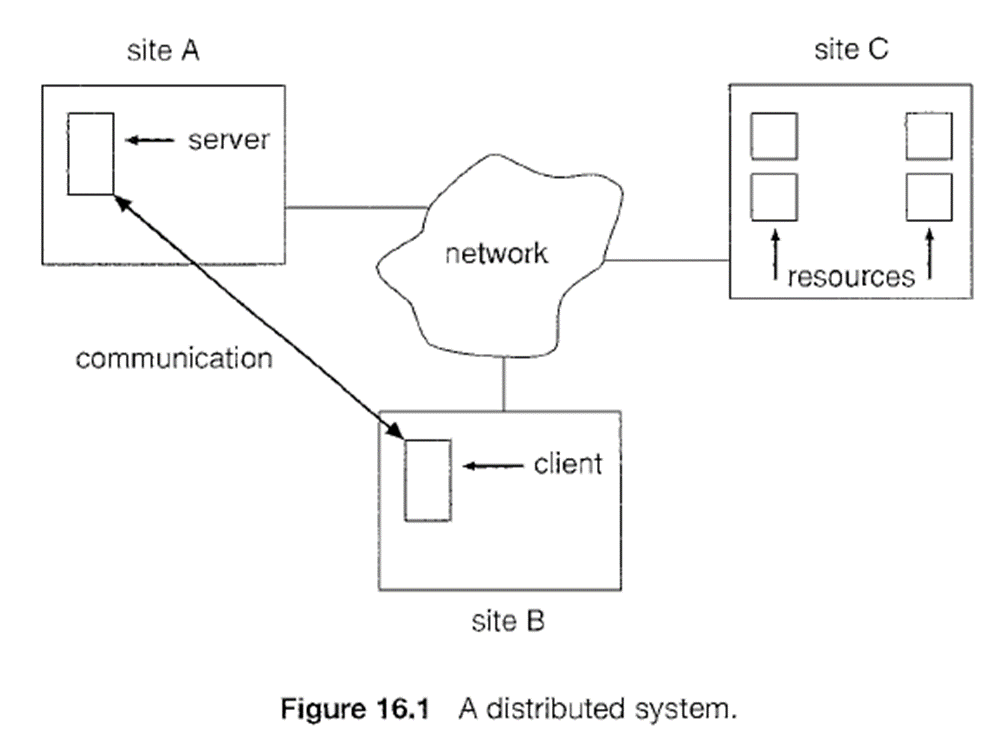 site A
site C
server
network
resources
communication
client
site B
Figure 16.1 A distributed system.